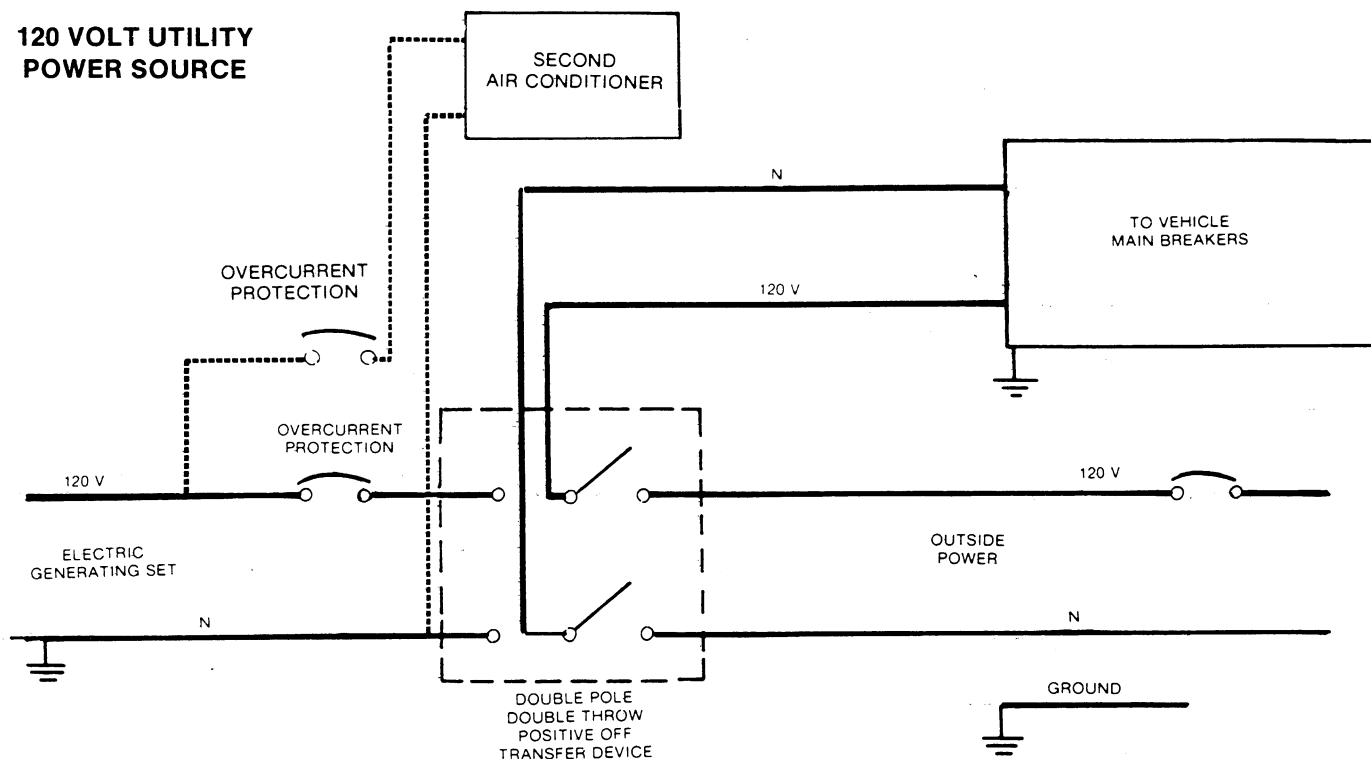 120 VOLT UTILITY
POWER SOURCE
SECOND
AIR CONDITIONER
N
TO VEHICLE
MAIN BREAKERS
OVERCURRENT
PROTECTION
120 V
OVERCURRENT
PROTECTION
120 V
120 V
ELECTRIC
GENERATING SET
OUTSIDE
POWER
N
N
DOUBLE POLE
DOUBLE THROW
POSITIVE OFF
TRANSFER DEVICE
GROUND